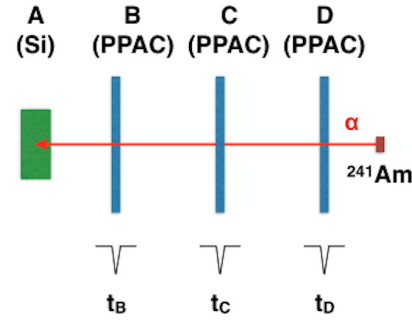 A B C D
(Si) (PPAC) (PPAC) (PPAC)
α
²⁴¹Am
tB tC tD